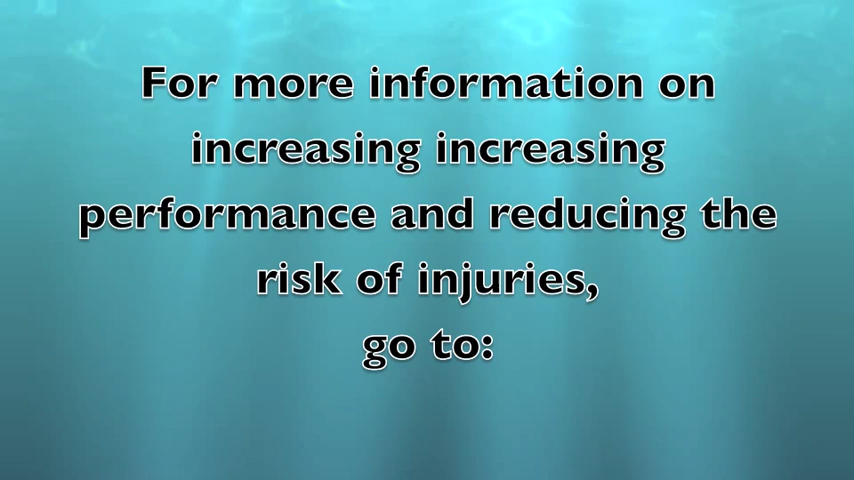 For more information on
increasing increasing
performance and reducing the
risk of injuries,
go to: